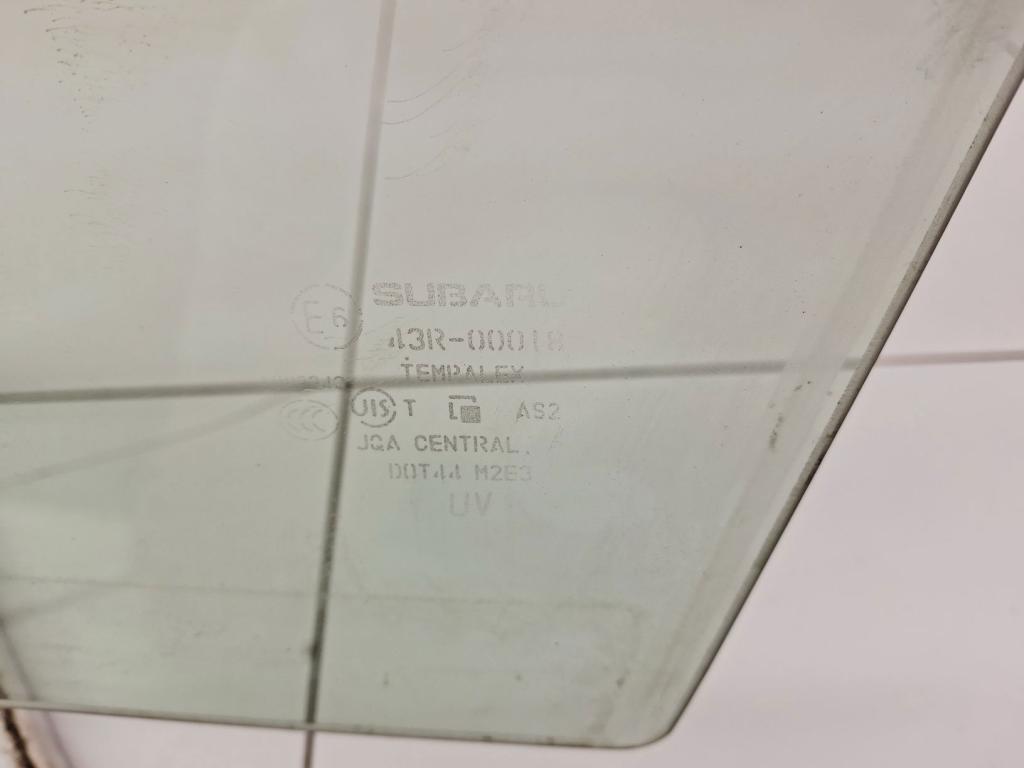 SUBARU
E6
43R-00018
TEMPALEX
JIS T AS2
JQA CENTRAL
DOT44 M2E3
UV